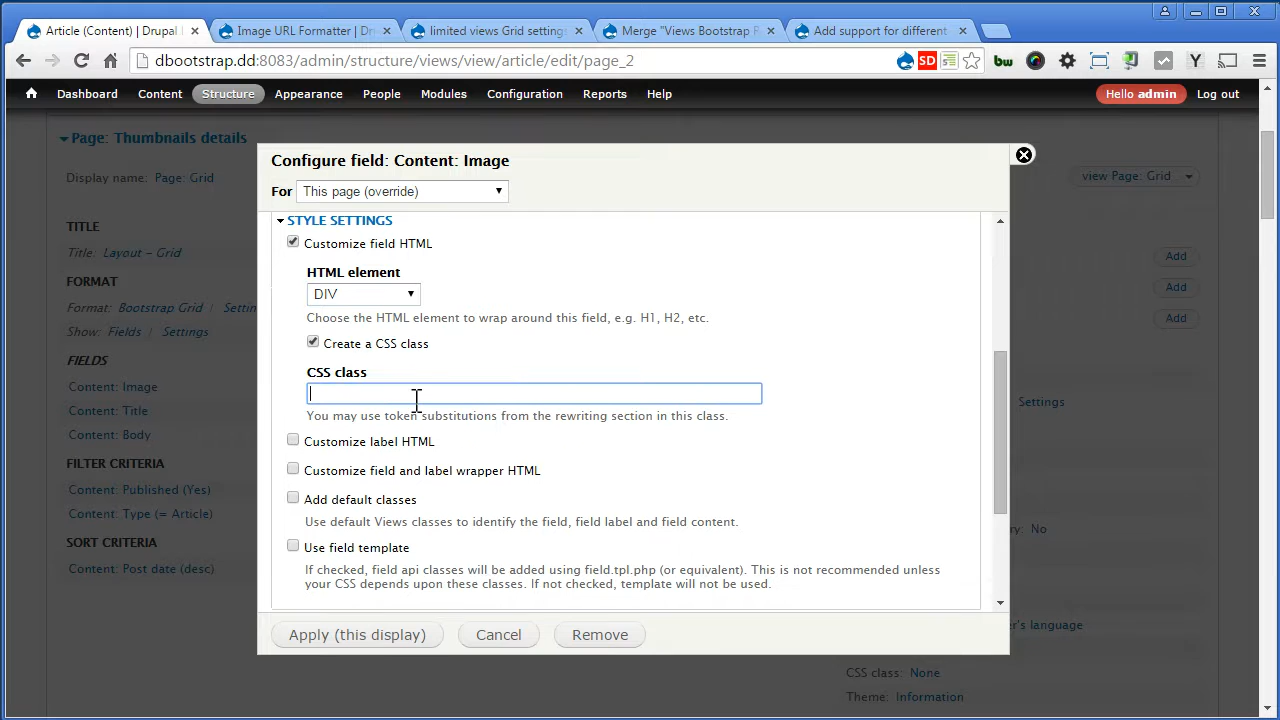 Article (Content) | Drupal
Image URL Formatter | Dr
limited views Grid settings
Merge "Views Bootstrap R
Add support for different
dbootstrap.dd:8083/admin/structure/views/view/article/edit/page_2
SD
bw
Y
Dashboard
Content
Structure
Appearance
People
Modules
Configuration
Reports
Help
Hello admin
Log out
Page: Thumbnails details
Display name: Page: Grid
view Page: Grid
TITLE
Title: Layout - Grid
FORMAT
Format: Bootstrap Grid | Settin
Show: Fields | Settings
FIELDS
Content: Image
Content: Title
Content: Body
FILTER CRITERIA
Content: Published (Yes)
Content: Type (= Article)
SORT CRITERIA
Content: Post date (desc)
Configure field: Content: Image
For This page (override)
STYLE SETTINGS
Customize field HTML
HTML element
DIV
Choose the HTML element to wrap around this field, e.g. H1, H2, etc.
Create a CSS class
CSS class
You may use token substitutions from the rewriting section in this class.
Customize label HTML
Customize field and label wrapper HTML
Add default classes
Use default Views classes to identify the field, field label and field content.
Use field template
If checked, field api classes will be added using field.tpl.php (or equivalent). This is not recommended unless
your CSS depends upon these classes. If not checked, template will not be used.
Apply (this display)
Cancel
Remove
Add
Add
Add
Settings
ry: No
r's language
CSS class: None
Theme: Information